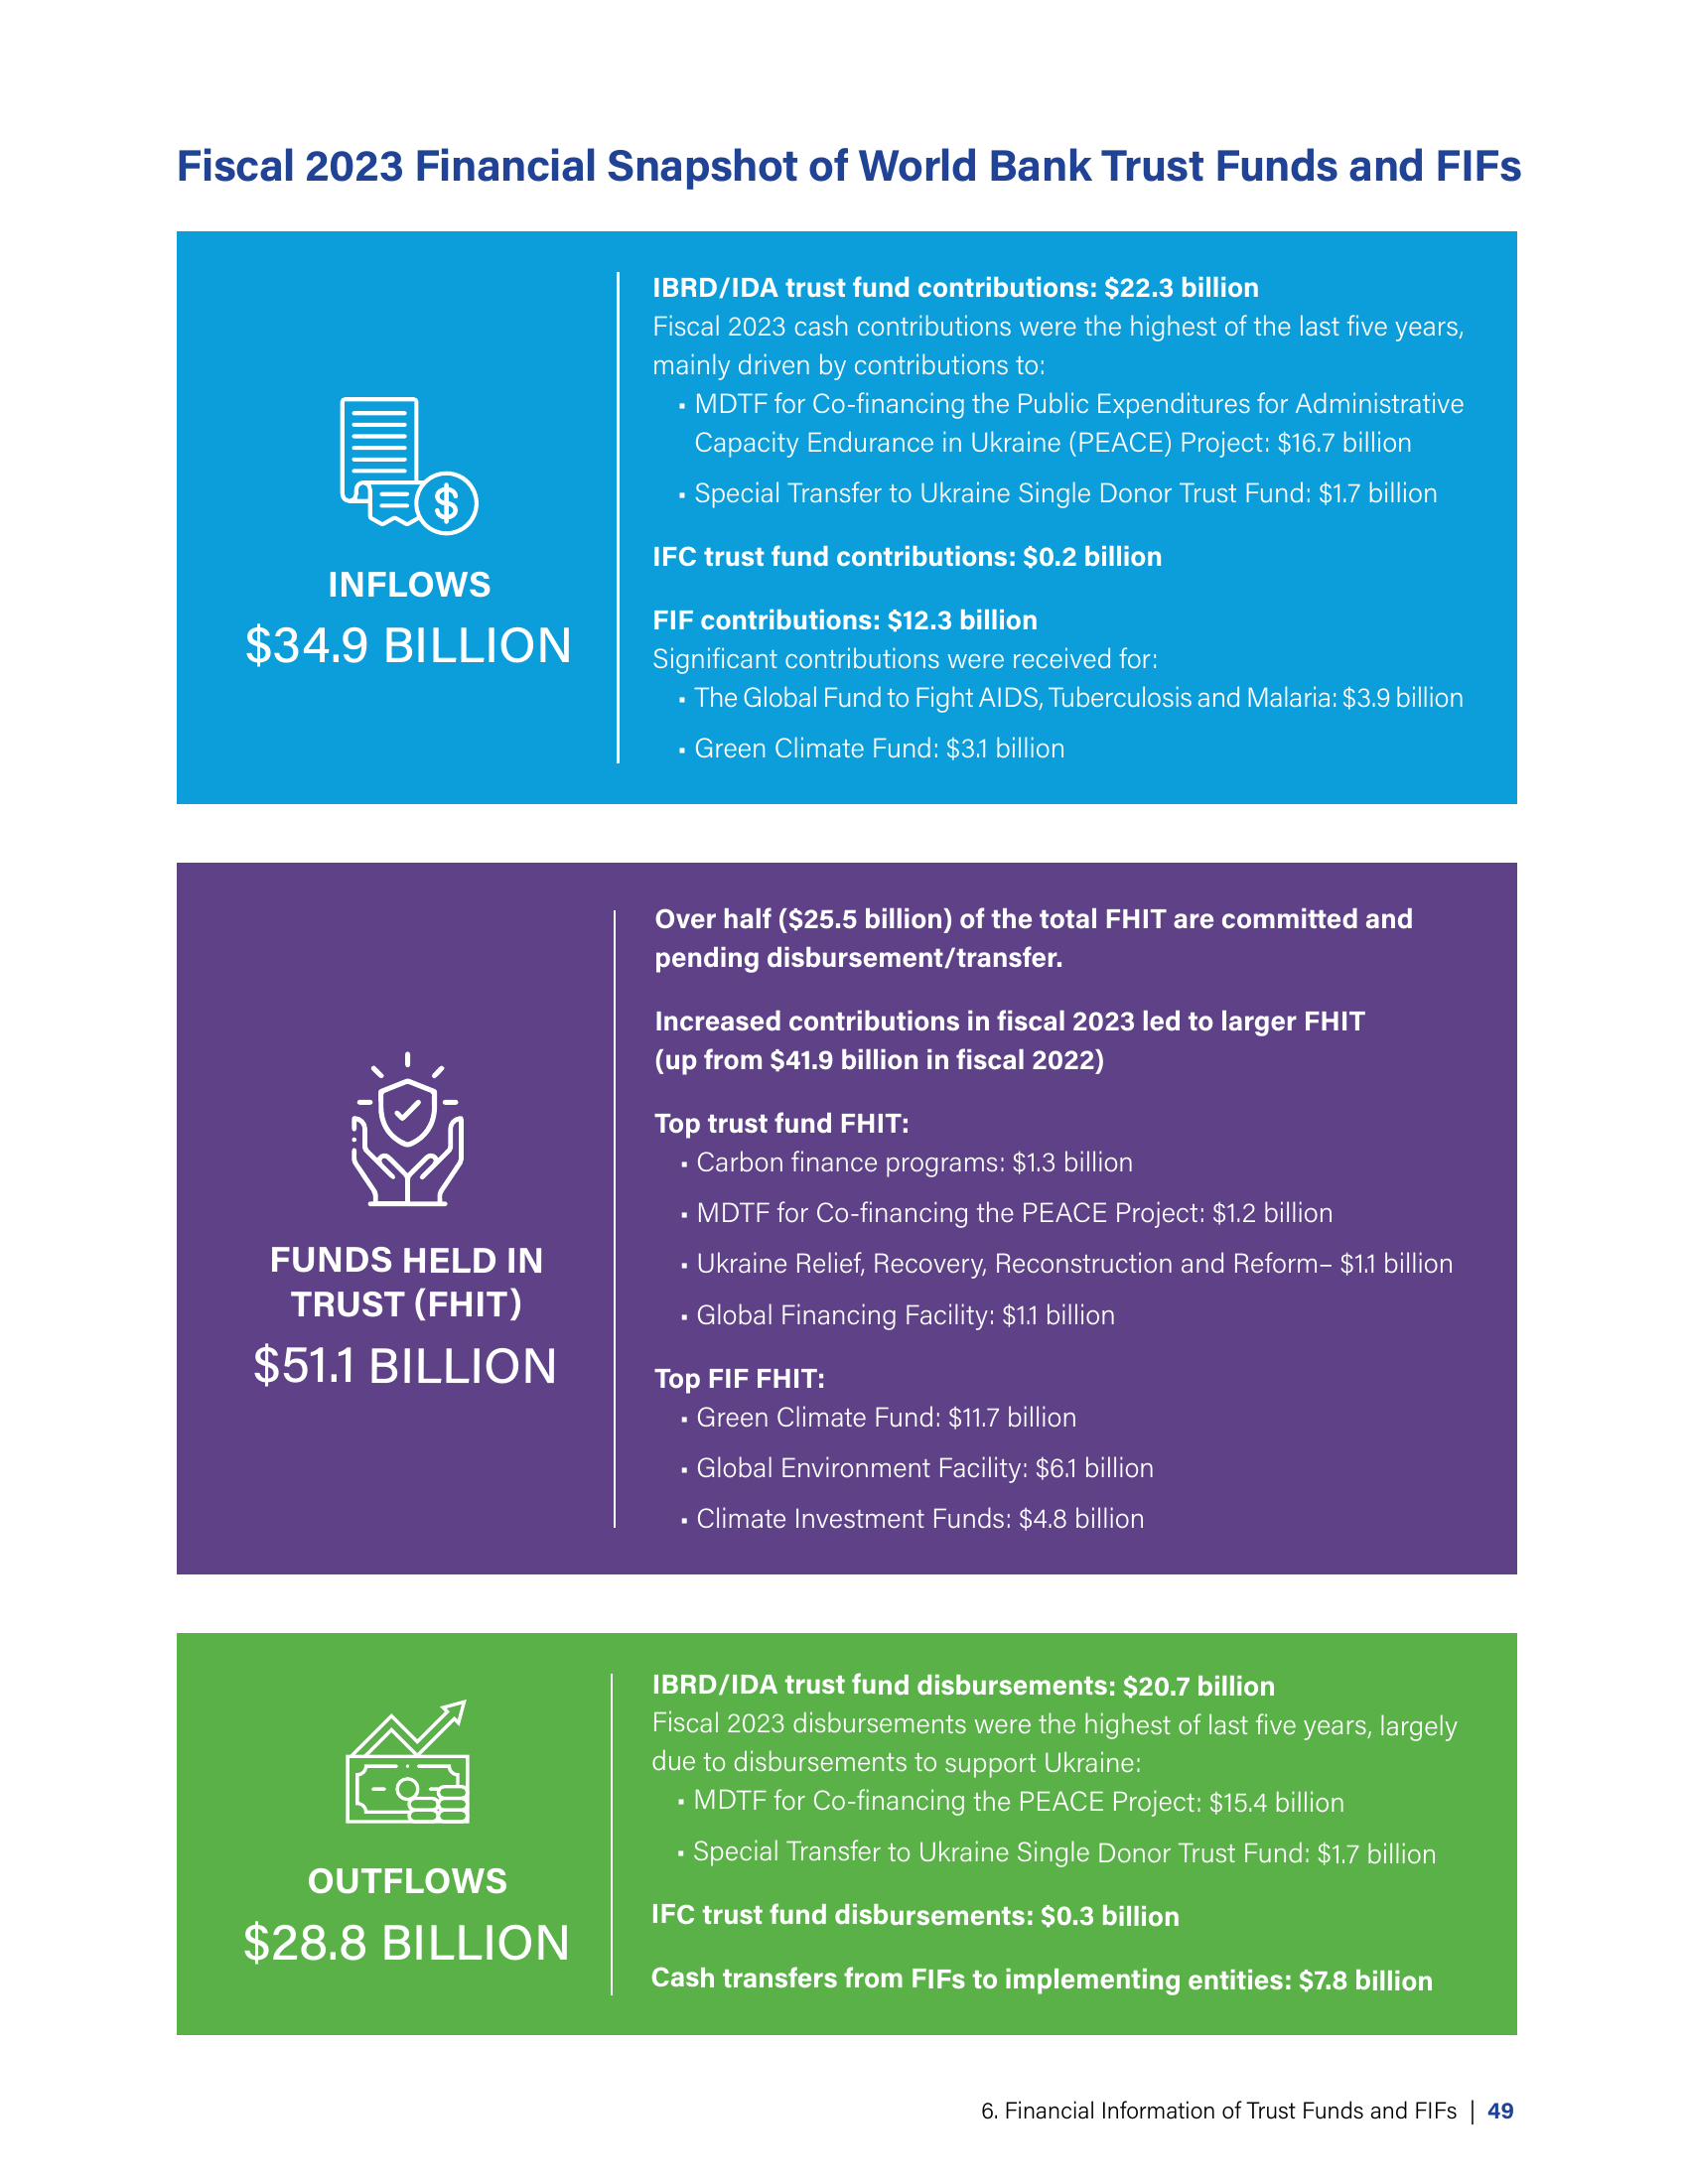 Fiscal 2023 Financial Snapshot of World Bank Trust Funds and FIFs
INFLOWS
$34.9 BILLION
IBRD/IDA trust fund contributions: $22.3 billion
Fiscal 2023 cash contributions were the highest of the last five years,
mainly driven by contributions to:
▪ MDTF for Co-financing the Public Expenditures for Administrative
Capacity Endurance in Ukraine (PEACE) Project: $16.7 billion
▪ Special Transfer to Ukraine Single Donor Trust Fund: $1.7 billion
IFC trust fund contributions: $0.2 billion
FIF contributions: $12.3 billion
Significant contributions were received for:
▪ The Global Fund to Fight AIDS, Tuberculosis and Malaria: $3.9 billion
▪ Green Climate Fund: $3.1 billion
FUNDS HELD IN
TRUST (FHIT)
$51.1 BILLION
Over half ($25.5 billion) of the total FHIT are committed and
pending disbursement/transfer.
Increased contributions in fiscal 2023 led to larger FHIT
(up from $41.9 billion in fiscal 2022)
Top trust fund FHIT:
▪ Carbon finance programs: $1.3 billion
▪ MDTF for Co-financing the PEACE Project: $1.2 billion
▪ Ukraine Relief, Recovery, Reconstruction and Reform– $1.1 billion
▪ Global Financing Facility: $1.1 billion
Top FIF FHIT:
▪ Green Climate Fund: $11.7 billion
▪ Global Environment Facility: $6.1 billion
▪ Climate Investment Funds: $4.8 billion
OUTFLOWS
$28.8 BILLION
IBRD/IDA trust fund disbursements: $20.7 billion
Fiscal 2023 disbursements were the highest of last five years, largely
due to disbursements to support Ukraine:
▪ MDTF for Co-financing the PEACE Project: $15.4 billion
▪ Special Transfer to Ukraine Single Donor Trust Fund: $1.7 billion
IFC trust fund disbursements: $0.3 billion
Cash transfers from FIFs to implementing entities: $7.8 billion
6. Financial Information of Trust Funds and FIFs | 49